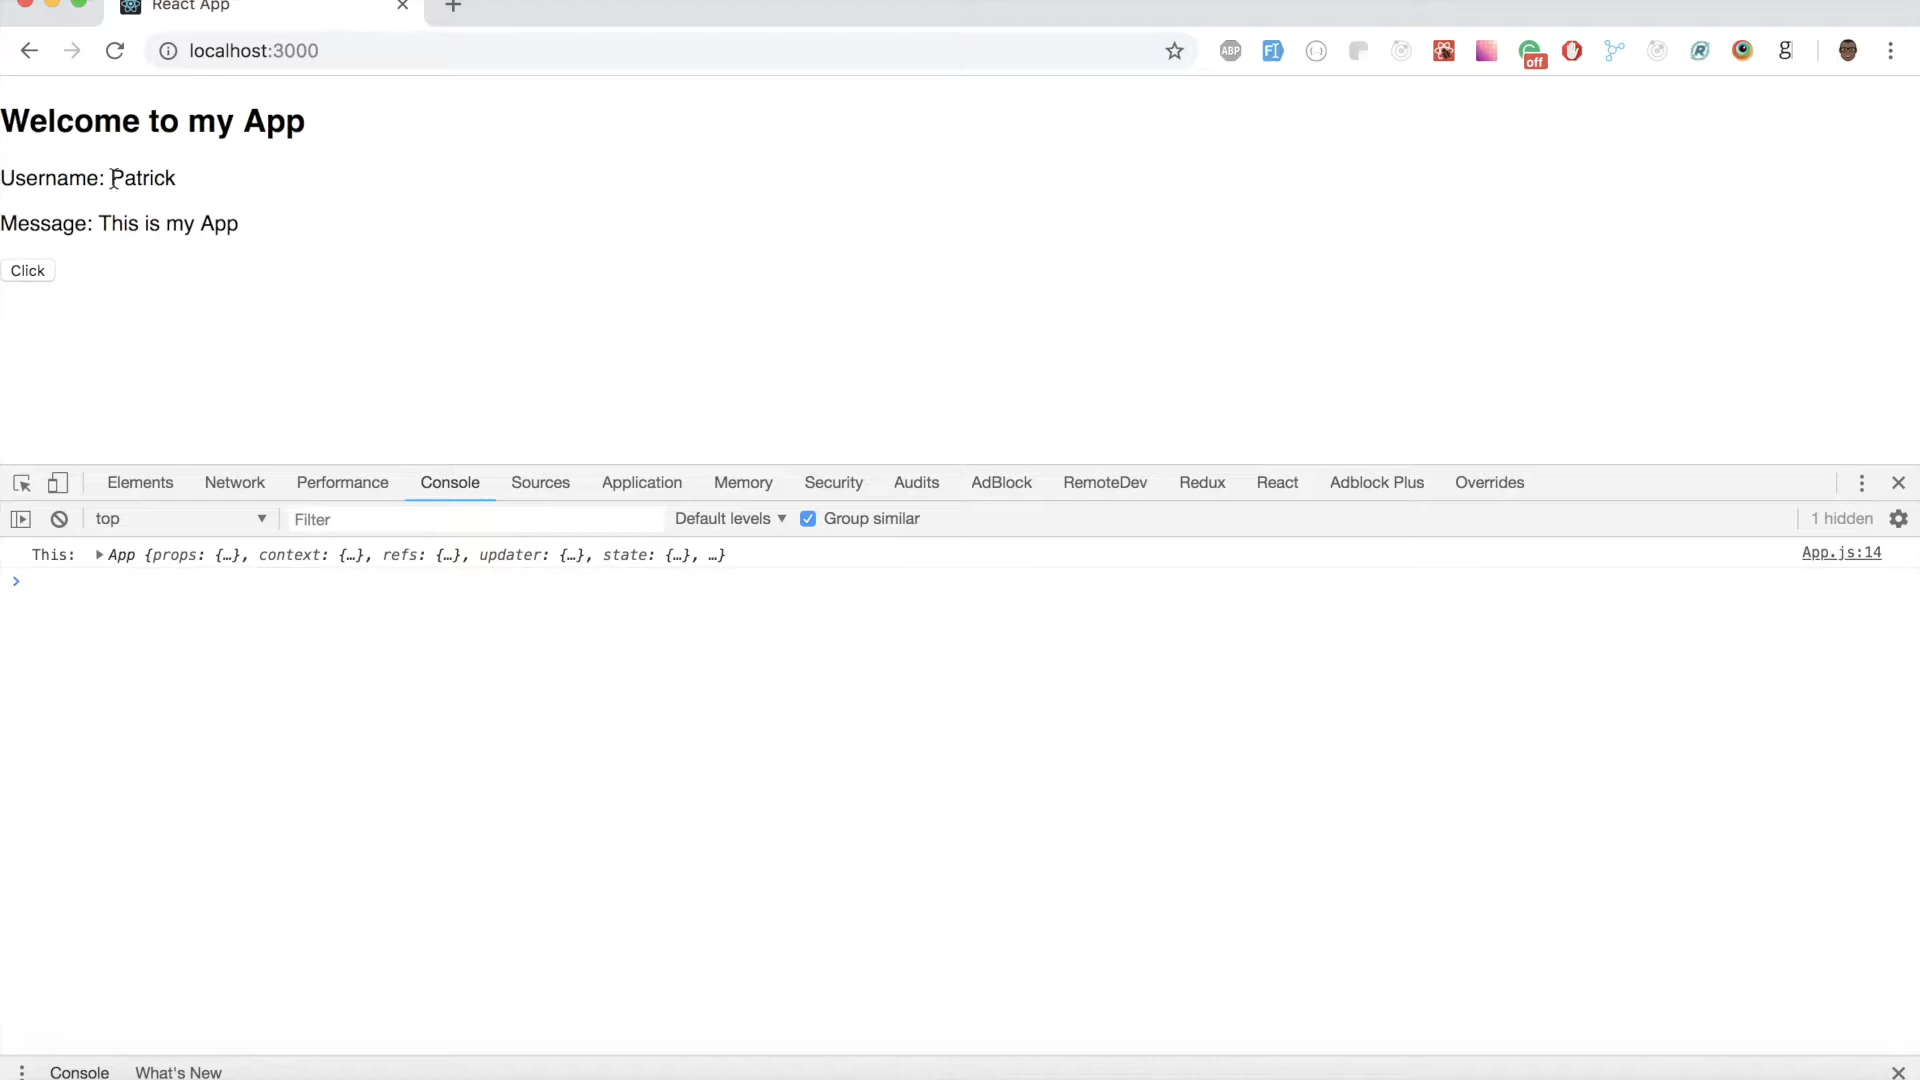 React App
localhost:3000
ABP
off
g
Welcome to my App
Username: Patrick
Message: This is my App
Click
Elements Network Performance Console Sources Application Memory Security Audits AdBlock RemoteDev Redux React Adblock Plus Overrides
top Filter Default levels Group similar 1 hidden
This: App {props: {…}, context: {…}, refs: {…}, updater: {…}, state: {…}, …} App.js:14
Console What's New